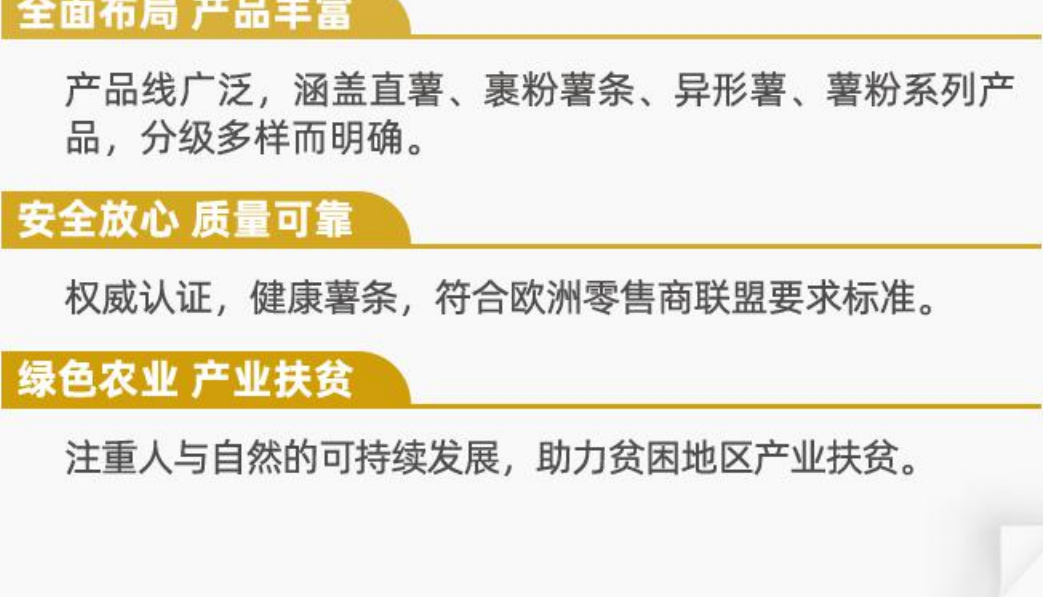 全面布局 产品丰富
产品线广泛，涵盖直薯、裹粉薯条、异形薯、薯粉系列产
品，分级多样而明确。
安全放心 质量可靠
权威认证，健康薯条，符合欧洲零售商联盟要求标准。
绿色农业 产业扶贫
注重人与自然的可持续发展，助力贫困地区产业扶贫。